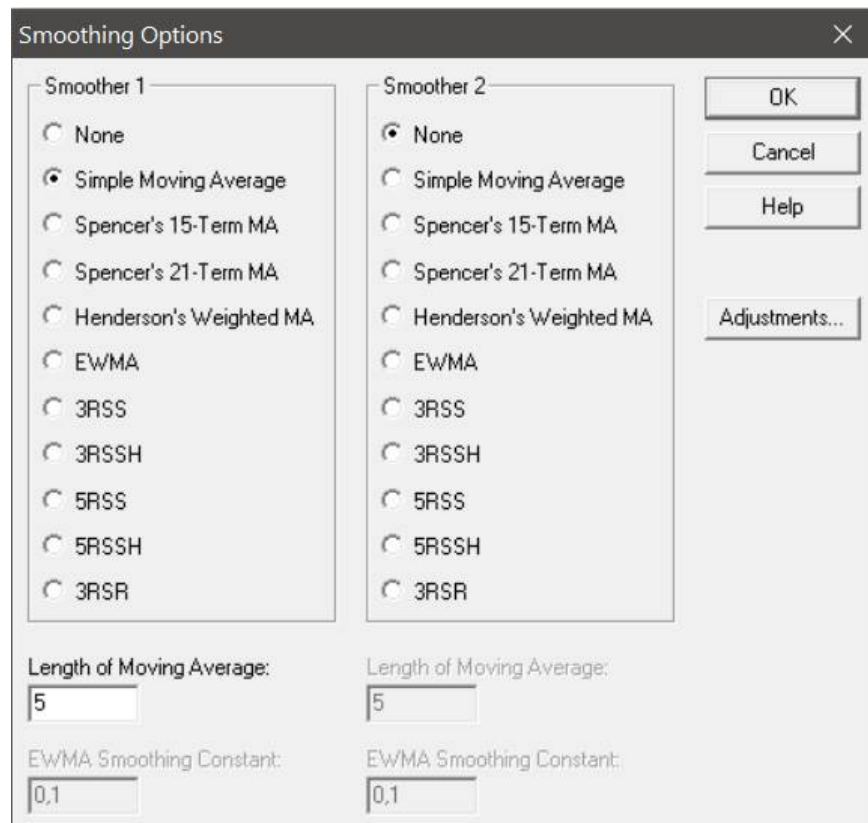 Smoothing Options
Smoother 1
None
Simple Moving Average
Spencer's 15-Term MA
Spencer's 21-Term MA
Henderson's Weighted MA
EWMA
3RSS
3RSSH
5RSS
5RSSH
3RSR
Length of Moving Average:
5
EWMA Smoothing Constant:
0,1
Smoother 2
None
Simple Moving Average
Spencer's 15-Term MA
Spencer's 21-Term MA
Henderson's Weighted MA
EWMA
3RSS
3RSSH
5RSS
5RSSH
3RSR
Length of Moving Average:
5
EWMA Smoothing Constant:
0,1
OK
Cancel
Help
Adjustments...